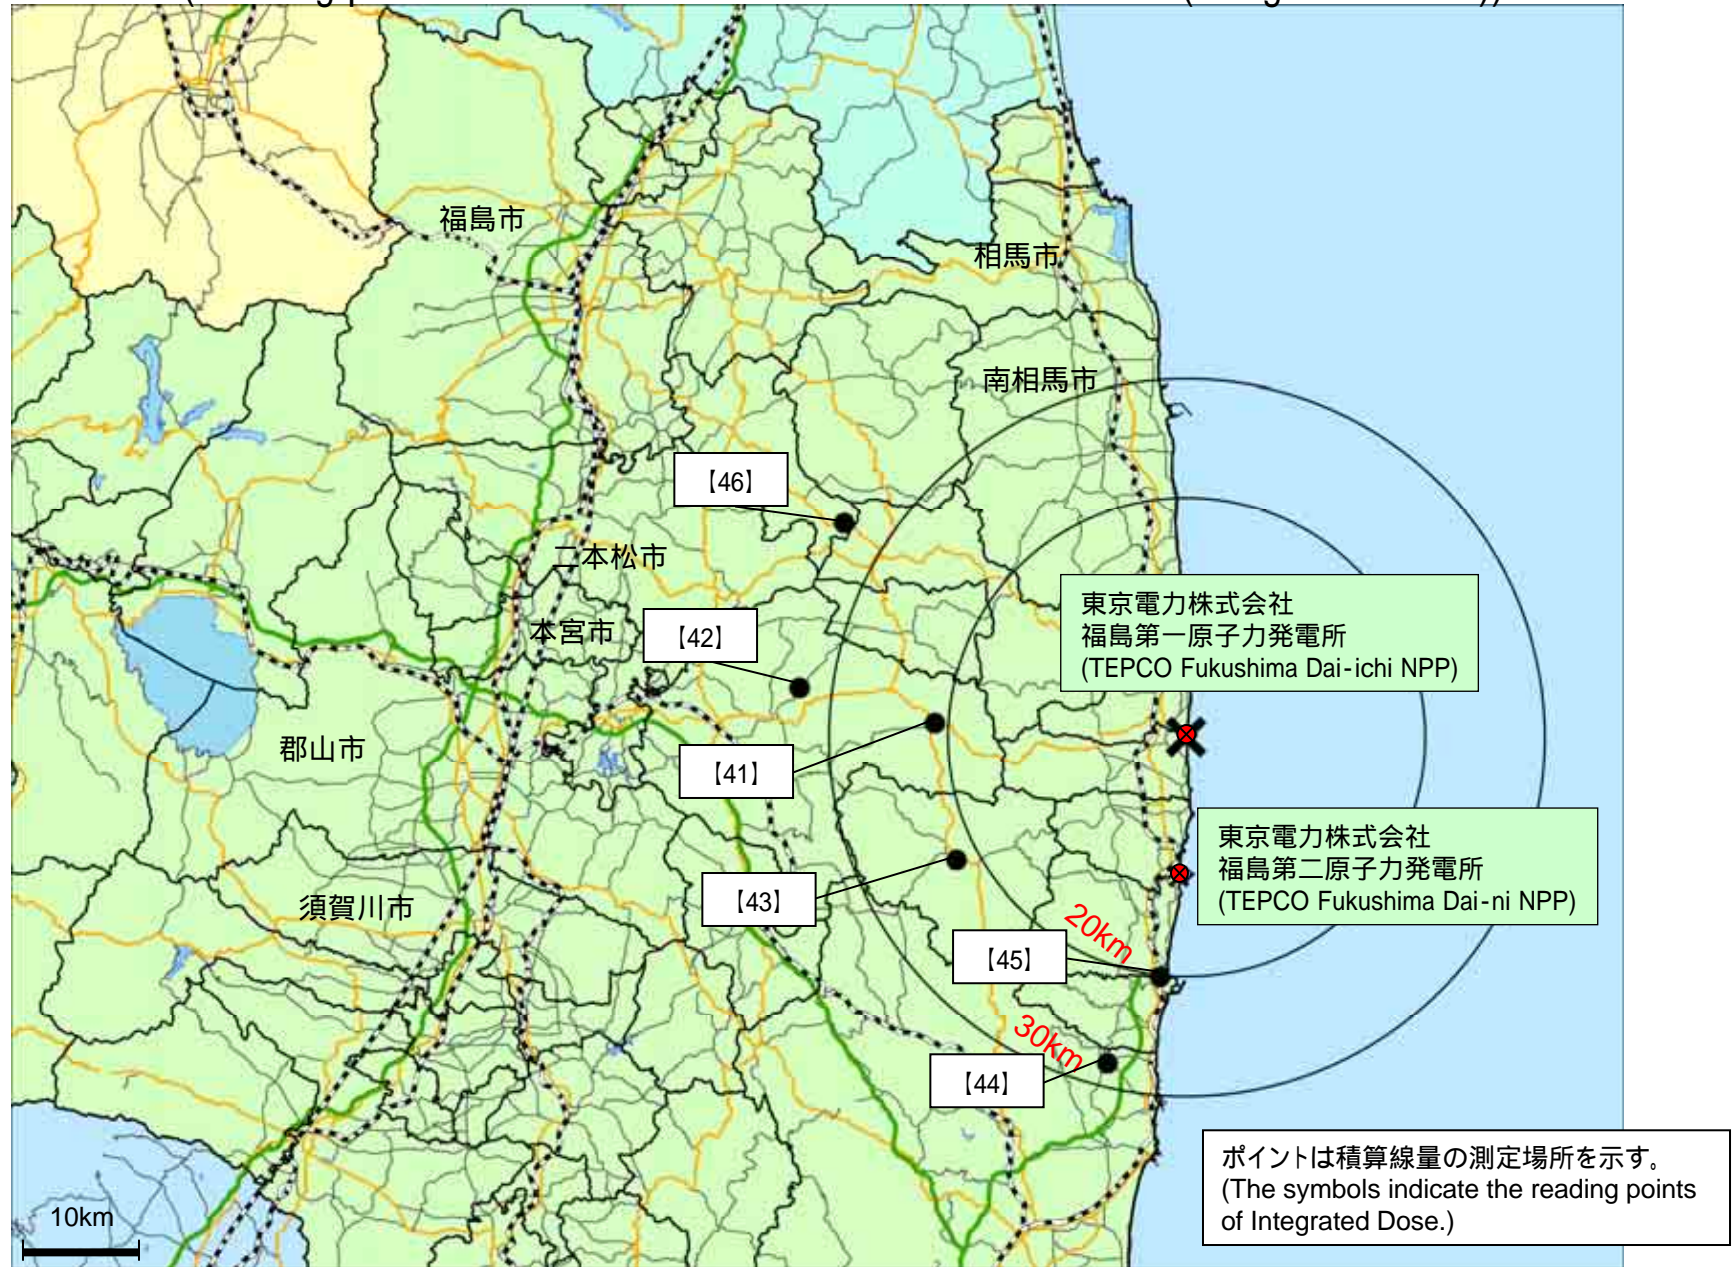 福島市
相馬市
南相馬市
【46】
二本松市
本宮市
【42】
東京電力株式会社
福島第一原子力発電所
(TEPCO Fukushima Dai-ichi NPP)
郡山市
【41】
東京電力株式会社
福島第二原子力発電所
(TEPCO Fukushima Dai-ni NPP)
須賀川市
【43】
20km
【45】
30km
【44】
ポイントは積算線量の測定場所を示す。
(The symbols indicate the reading points
of Integrated Dose.)
10km